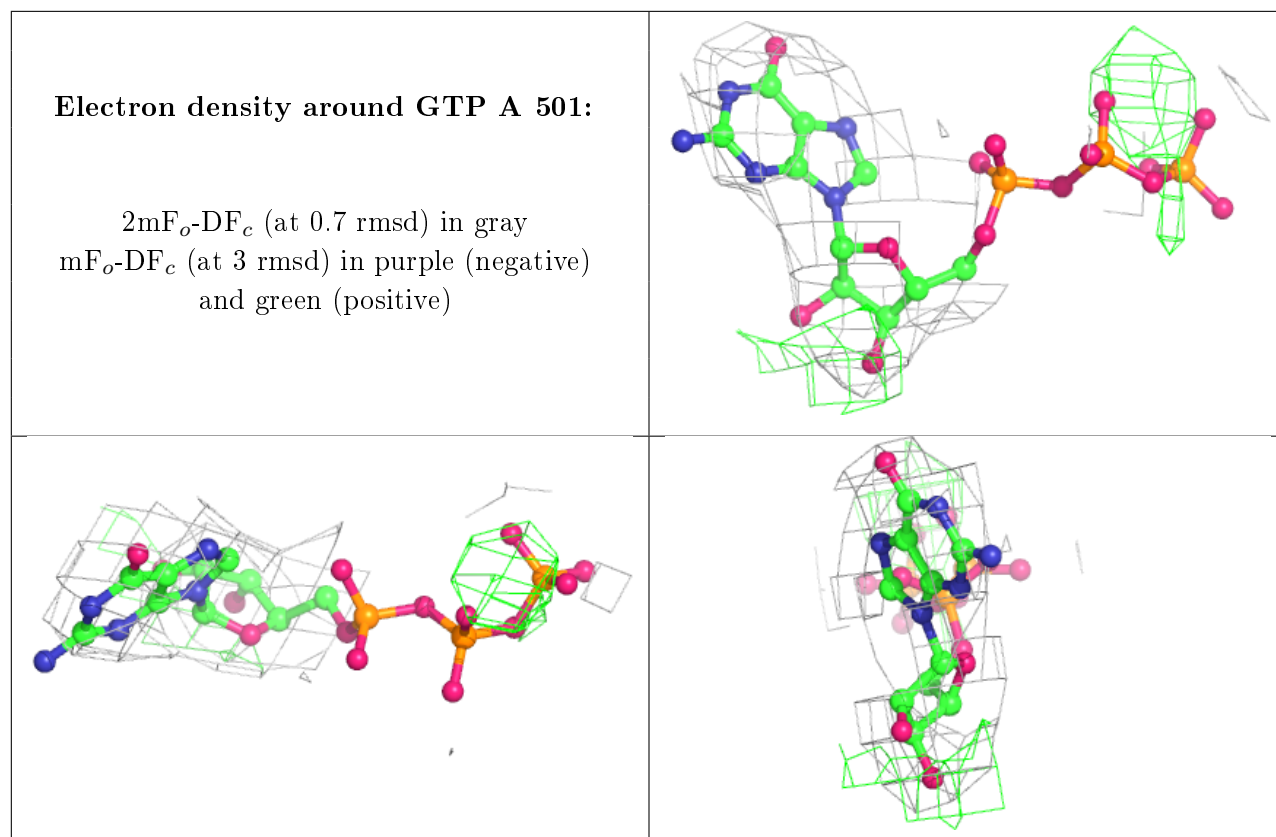 Electron density around GTP A 501:
2mFo-DFc (at 0.7 rmsd) in gray
mFo-DFc (at 3 rmsd) in purple (negative)
and green (positive)